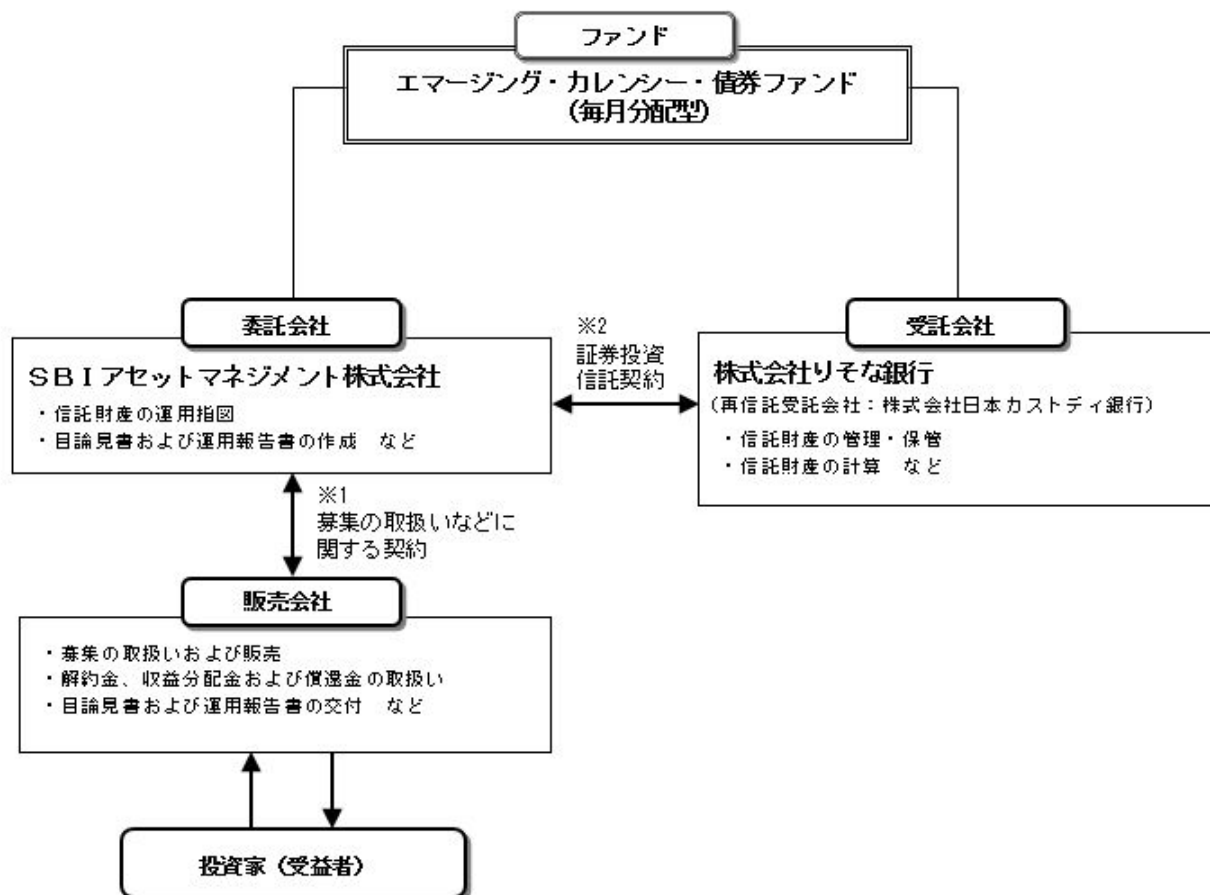 ファンド
エマージング・カレンシー・債券ファンド
(毎月分配型)
委託会社
ＳＢＩアセットマネジメント株式会社
・信託財産の運用指図
・目論見書および運用報告書の作成　など
※2
証券投資
信託契約
受託会社
株式会社りそな銀行
(再信託受託会社：株式会社日本カストディ銀行)
・信託財産の管理・保管
・信託財産の計算　など
※1
募集の取扱いなどに
関する契約
販売会社
・募集の取扱いおよび販売
・解約金、収益分配金および償還金の取扱い
・目論見書および運用報告書の交付　など
投資家（受益者）